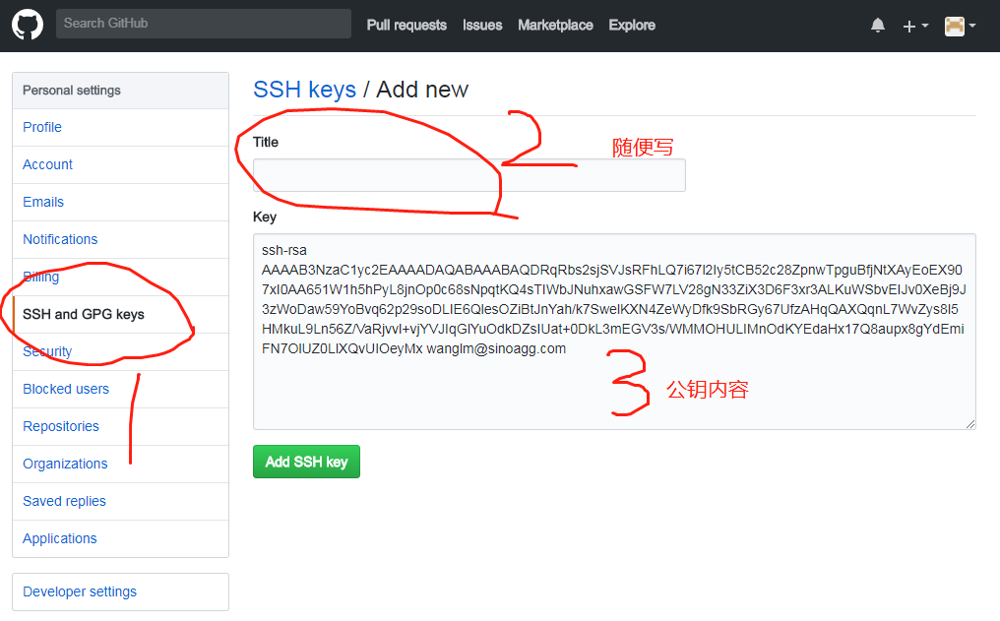 Search GitHub
Pull requests Issues Marketplace Explore
Personal settings
Profile
Account
Emails
Notifications
Billing
SSH and GPG keys
Security
Blocked users
Repositories
Organizations
Saved replies
Applications
Developer settings
1
SSH keys / Add new
Title
2
随便写
Key
ssh-rsa
AAAAB3NzaC1yc2EAAAADAQABAAABAQDRqRbs2sjSVJsRFhLQ7i67I2Iy5tCB52c28ZpnwTpguBfjNtXAyEoEX90
7xI0AA651W1h5hPyL8jnOp0c68sNpqtKQ4sTIWbJNuhxawGSFW7LV28gN33ZiX3D6F3xr3ALKuWSbvEIJv0XeBj9J
3zWoDaw59YoBvq62p29soDLIE6QlesOZiBtJnYah/k7SweIKXN4ZeWyDfk9SbRGy67UfzAHqQAXQqnL7WvZys8I5
HMkuL9Ln56Z/VaRjvvI+vjYVJIqGlYuOdkDZsIUat+0DkL3mEGV3s/WMMOHULIMnOdKYEdaHx17Q8aupx8gYdEmi
FN7OIUZ0LIXQvUIOeyMx wanglm@sinoagg.com
3
公钥内容
Add SSH key